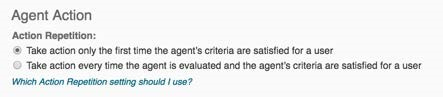 Agent Action
Action Repetition:
Take action only the first time the agent's criteria are satisfied for a user
Take action every time the agent is evaluated and the agent's criteria are satisfied for a user
Which Action Repetition setting should I use?